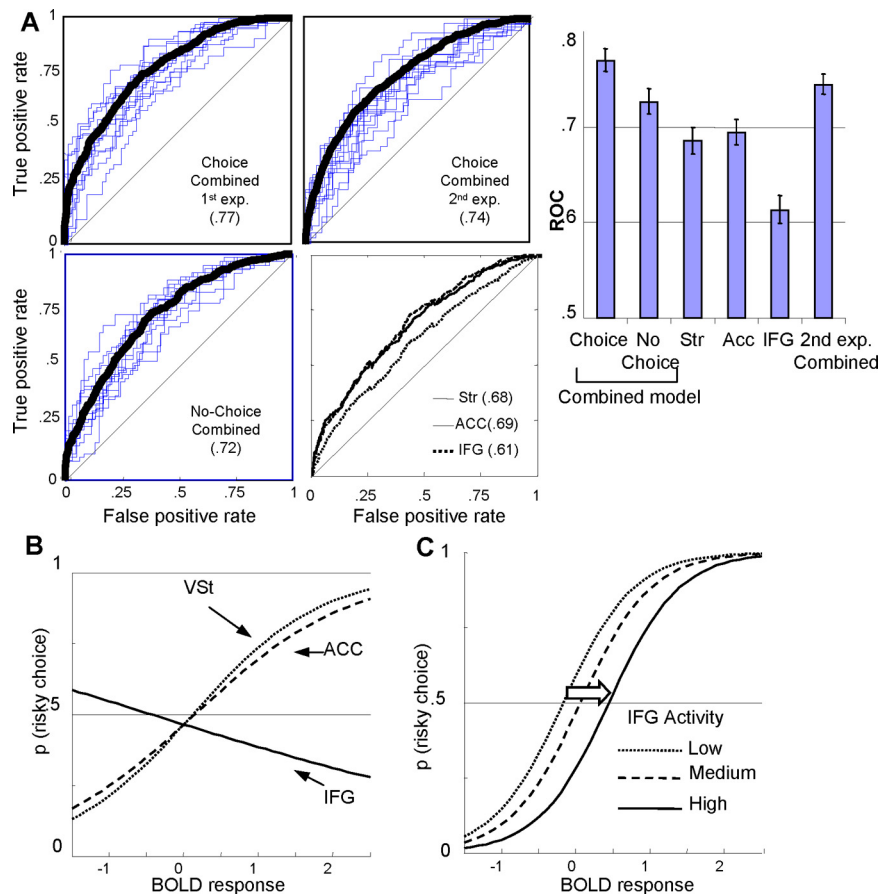 A
True positive rate
1
.75
.5
.25
0
Choice
Combined
1st exp.
(.77)
Choice
Combined
2nd exp.
(.74)
True positive rate
1
.75
.5
.25
0
No-Choice
Combined
(.72)
0
.25
.5
.75
1
False positive rate
Str (.68)
ACC(.69)
IFG (.61)
0
.25
.5
.75
1
False positive rate
ROC
.8
.7
.6
.5
Choice
No
Choice
Str
Acc
IFG
2nd exp.
Combined
Combined model
B
p (risky choice)
1
.5
0
VSt
ACC
IFG
-1
0
1
2
BOLD response
C
p (risky choice)
1
.5
0
IFG Activity
Low
Medium
High
-1
0
1
2
BOLD response